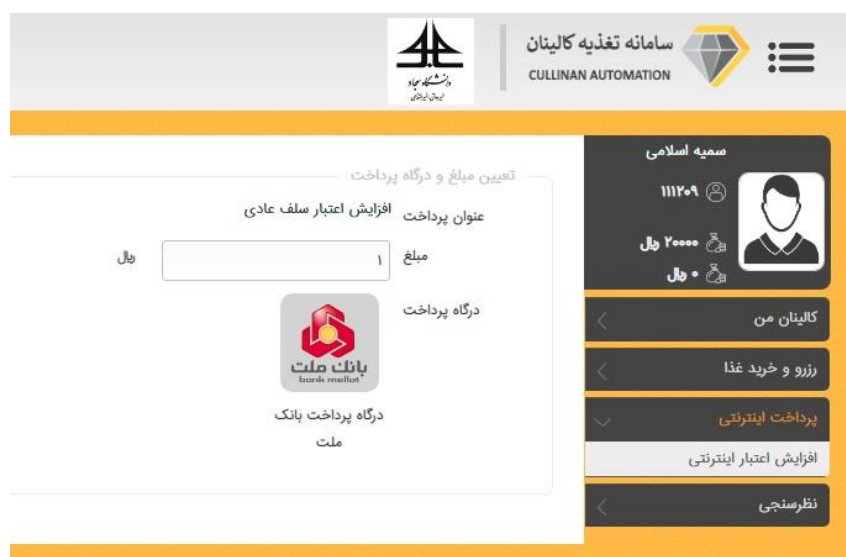 سامانه تغذیه کالینان
CULLINAN AUTOMATION
دانشگاه سجاد
سمیه اسلامی
۱۱۱۲۰۹
۲۰۰۰۰ ریال
۰ ریال
کالینان من
رزرو و خرید غذا
پرداخت اینترنتی
افزایش اعتبار اینترنتی
نظرسنجی
تعیین مبلغ و درگاه پرداخت
عنوان پرداخت افزایش اعتبار سلف عادی
مبلغ ۱ ریال
درگاه پرداخت
بانك ملت
bank mellat
درگاه پرداخت بانک
ملت